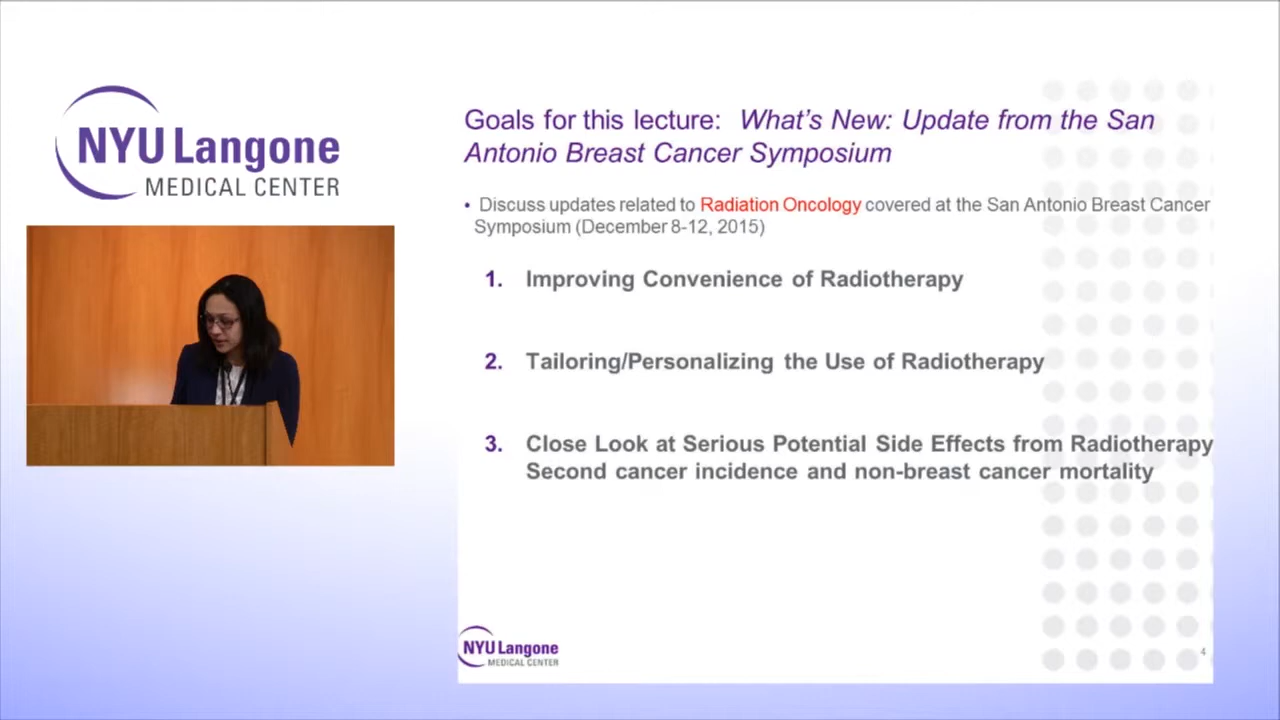 NYU Langone
MEDICAL CENTER
Goals for this lecture: What's New: Update from the San
Antonio Breast Cancer Symposium
• Discuss updates related to Radiation Oncology covered at the San Antonio Breast Cancer
Symposium (December 8-12, 2015)
1. Improving Convenience of Radiotherapy
2. Tailoring/Personalizing the Use of Radiotherapy
3. Close Look at Serious Potential Side Effects from Radiotherapy
Second cancer incidence and non-breast cancer mortality
NYU Langone
MEDICAL CENTER
4